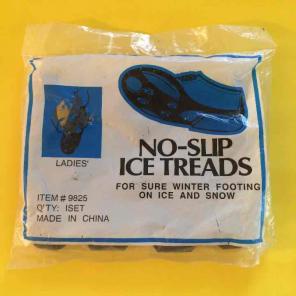 LADIES'
NO-SLIP
ICE TREADS
FOR SURE WINTER FOOTING
ON ICE AND SNOW
ITEM # 9825
Q'TY: 1SET
MADE IN CHINA